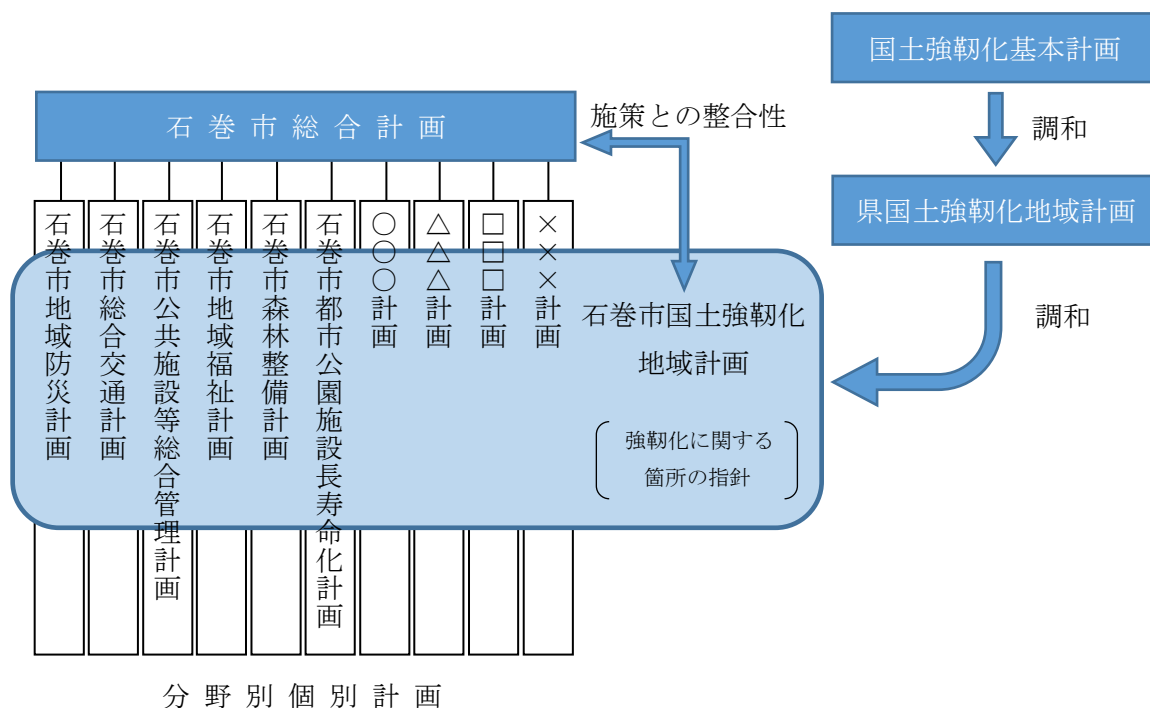 国土強靱化基本計画
石巻市総合計画
施策との整合性
調和
県国土強靱化地域計画
石巻市地域防災計画
石巻市総合交通計画
石巻市公共施設等総合管理計画
石巻市地域福祉計画
石巻市森林整備計画
石巻市都市公園施設長寿命化計画
○○○計画
△△△計画
□□□計画
×××計画
石巻市国土強靱化
地域計画
調和
強靱化に関する
箇所の指針
分野別個別計画